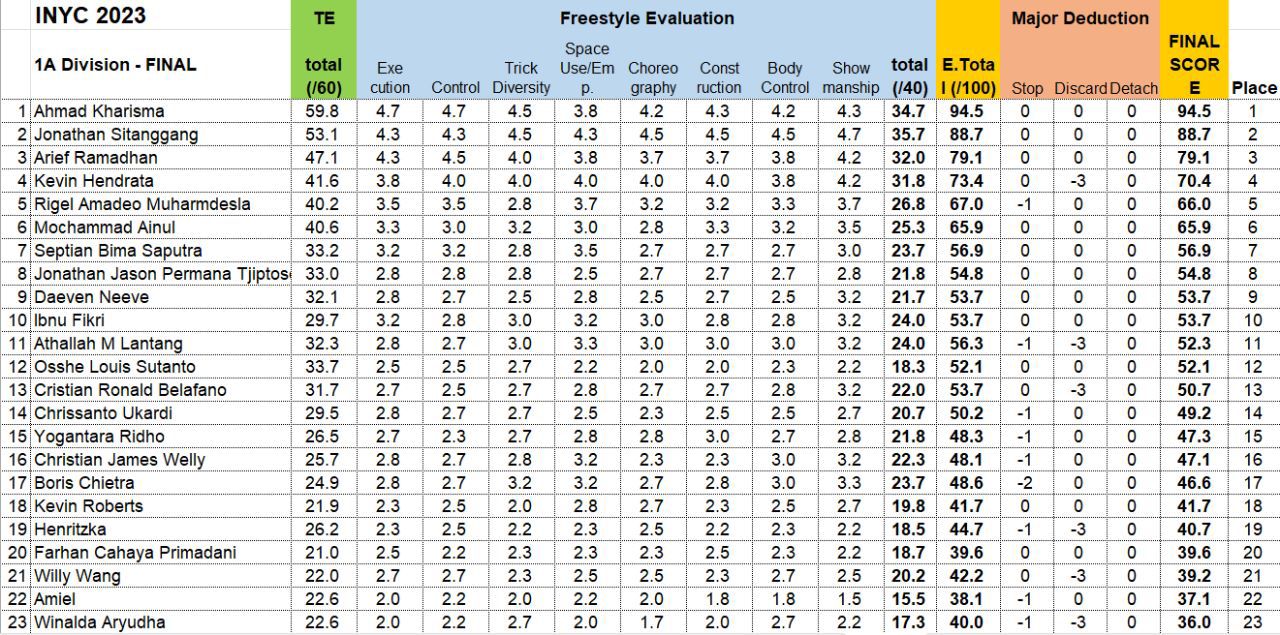 INYC 2023 TE Freestyle Evaluation Major Deduction
1A Division - FINAL total (/60) Exe cution Control Trick Diversity Space Use/Em p. Choreo graphy Const ruction Body Control Show manship total (/40) E.Tota l (/100) Stop Discard Detach FINAL SCOR E Place
1 Ahmad Kharisma 59.8 4.7 4.7 4.5 3.8 4.2 4.3 4.2 4.3 34.7 94.5 0 0 0 94.5 1
2 Jonathan Sitanggang 53.1 4.3 4.3 4.5 4.3 4.5 4.5 4.5 4.7 35.7 88.7 0 0 0 88.7 2
3 Arief Ramadhan 47.1 4.3 4.5 4.0 3.8 3.7 3.7 3.8 4.2 32.0 79.1 0 0 0 79.1 3
4 Kevin Hendrata 41.6 3.8 4.0 4.0 4.0 4.0 4.0 3.8 4.2 31.8 73.4 0 -3 0 70.4 4
5 Rigel Amadeo Muharmdesla 40.2 3.5 3.5 2.8 3.7 3.2 3.2 3.3 3.7 26.8 67.0 -1 0 0 66.0 5
6 Mochammad Ainul 40.6 3.3 3.0 3.2 3.0 2.8 3.3 3.2 3.5 25.3 65.9 0 0 0 65.9 6
7 Septian Bima Saputra 33.2 3.2 3.2 2.8 3.5 2.7 2.7 2.7 3.0 23.7 56.9 0 0 0 56.9 7
8 Jonathan Jason Permana Tjiptos 33.0 2.8 2.8 2.8 2.5 2.7 2.7 2.7 2.8 21.8 54.8 0 0 0 54.8 8
9 Daeven Neeve 32.1 2.8 2.7 2.5 2.8 2.5 2.7 2.5 3.2 21.7 53.7 0 0 0 53.7 9
10 Ibnu Fikri 29.7 3.2 2.8 3.0 3.2 3.0 2.8 2.8 3.2 24.0 53.7 0 0 0 53.7 10
11 Athallah M Lantang 32.3 2.8 2.7 3.0 3.3 3.0 3.0 3.0 3.2 24.0 56.3 -1 -3 0 52.3 11
12 Osshe Louis Sutanto 33.7 2.5 2.5 2.7 2.2 2.0 2.0 2.3 2.2 18.3 52.1 0 0 0 52.1 12
13 Cristian Ronald Belafano 31.7 2.7 2.5 2.7 2.8 2.7 2.7 2.8 3.2 22.0 53.7 0 -3 0 50.7 13
14 Chrissanto Ukardi 29.5 2.8 2.7 2.7 2.5 2.3 2.5 2.5 2.7 20.7 50.2 -1 0 0 49.2 14
15 Yogantara Ridho 26.5 2.7 2.3 2.7 2.8 2.8 3.0 2.7 2.8 21.8 48.3 -1 0 0 47.3 15
16 Christian James Welly 25.7 2.8 2.7 2.8 3.2 2.3 2.3 3.0 3.2 22.3 48.1 -1 0 0 47.1 16
17 Boris Chietra 24.9 2.8 2.7 3.2 3.2 2.7 2.8 3.0 3.3 23.7 48.6 -2 0 0 46.6 17
18 Kevin Roberts 21.9 2.3 2.5 2.0 2.8 2.7 2.3 2.5 2.7 19.8 41.7 0 0 0 41.7 18
19 Henritzka 26.2 2.3 2.5 2.2 2.3 2.5 2.2 2.3 2.2 18.5 44.7 -1 -3 0 40.7 19
20 Ferhan Cahaya Primadani 21.0 2.5 2.2 2.3 2.3 2.3 2.5 2.3 2.2 18.7 39.6 0 0 0 39.6 20
21 Willy Wang 22.0 2.7 2.7 2.3 2.5 2.5 2.3 2.7 2.5 20.2 42.2 0 -3 0 39.2 21
22 Amiel 22.6 2.0 2.2 2.0 2.2 2.0 1.8 1.8 1.5 15.5 38.1 -1 0 0 37.1 22
23 Winalda Aryudha 22.6 2.0 2.2 2.7 2.0 1.7 2.0 2.7 2.2 17.3 40.0 -1 -3 0 36.0 23